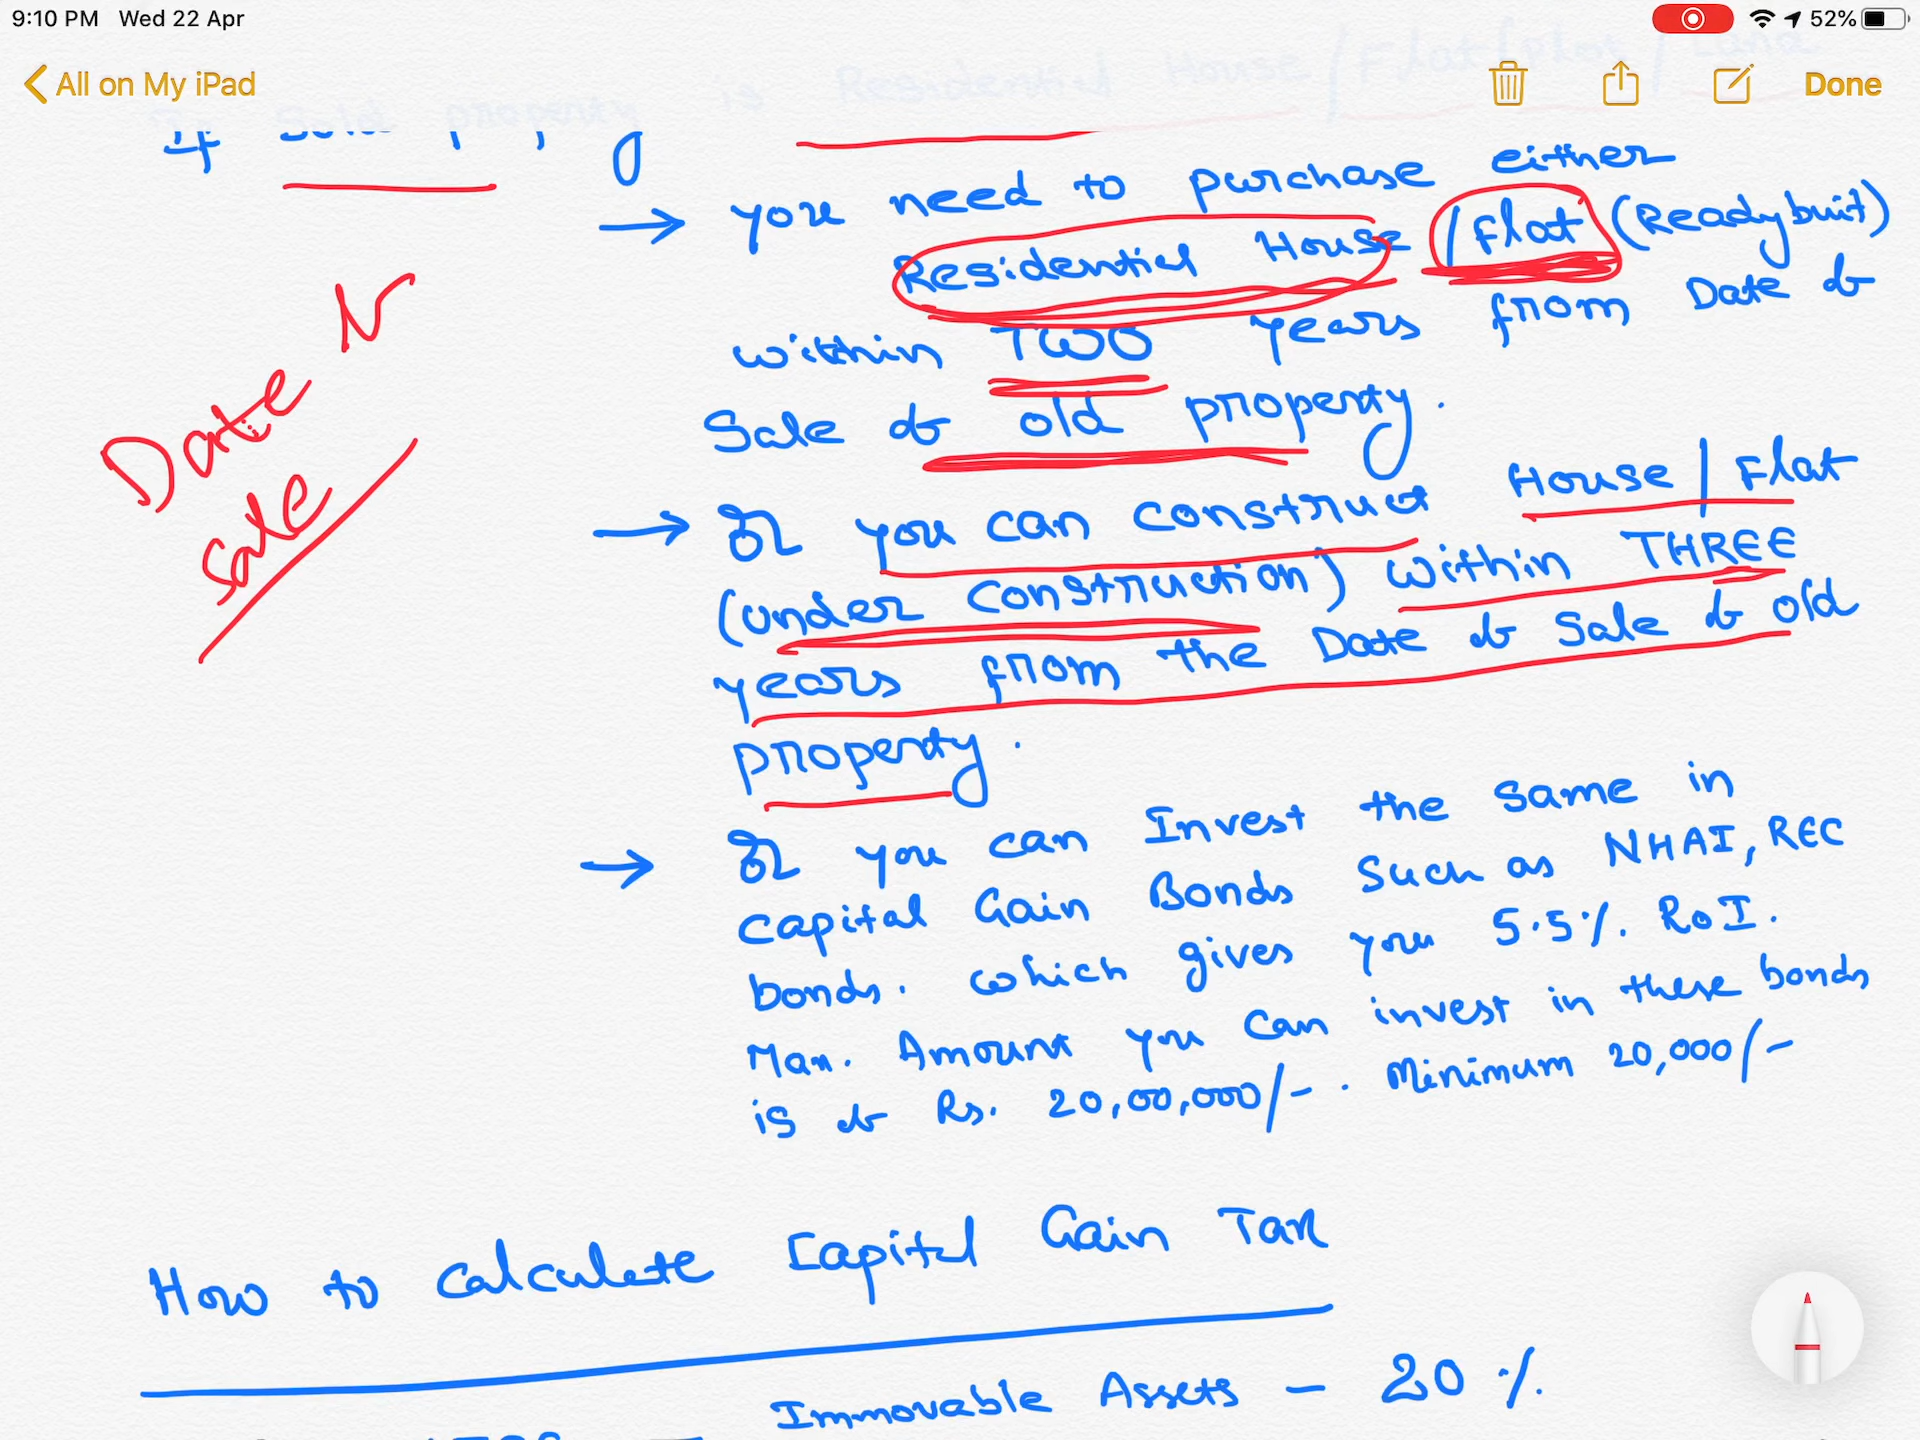 9:10 PM Wed 22 Apr
52%
All on My iPad
Done
If sold
→ you need to purchase either
Residential House / Flat (Readybuit)
within TWO years from Date of
Sale of old property.
Date
Sale
→ OR you can construct House / Flat
(under construction) within THREE
years from the Date of Sale of old
property.
→ OR you can Invest the same in
capital Gain Bonds Such as NHAI, REC
bonds. which gives you 5.5%. RoI.
Max. Amount you can invest in these bonds
is of Rs. 20,00,000/-. Minimum 20,000/-
How to calculate Capital Gain Tax
Immovable Assets - 20 %.